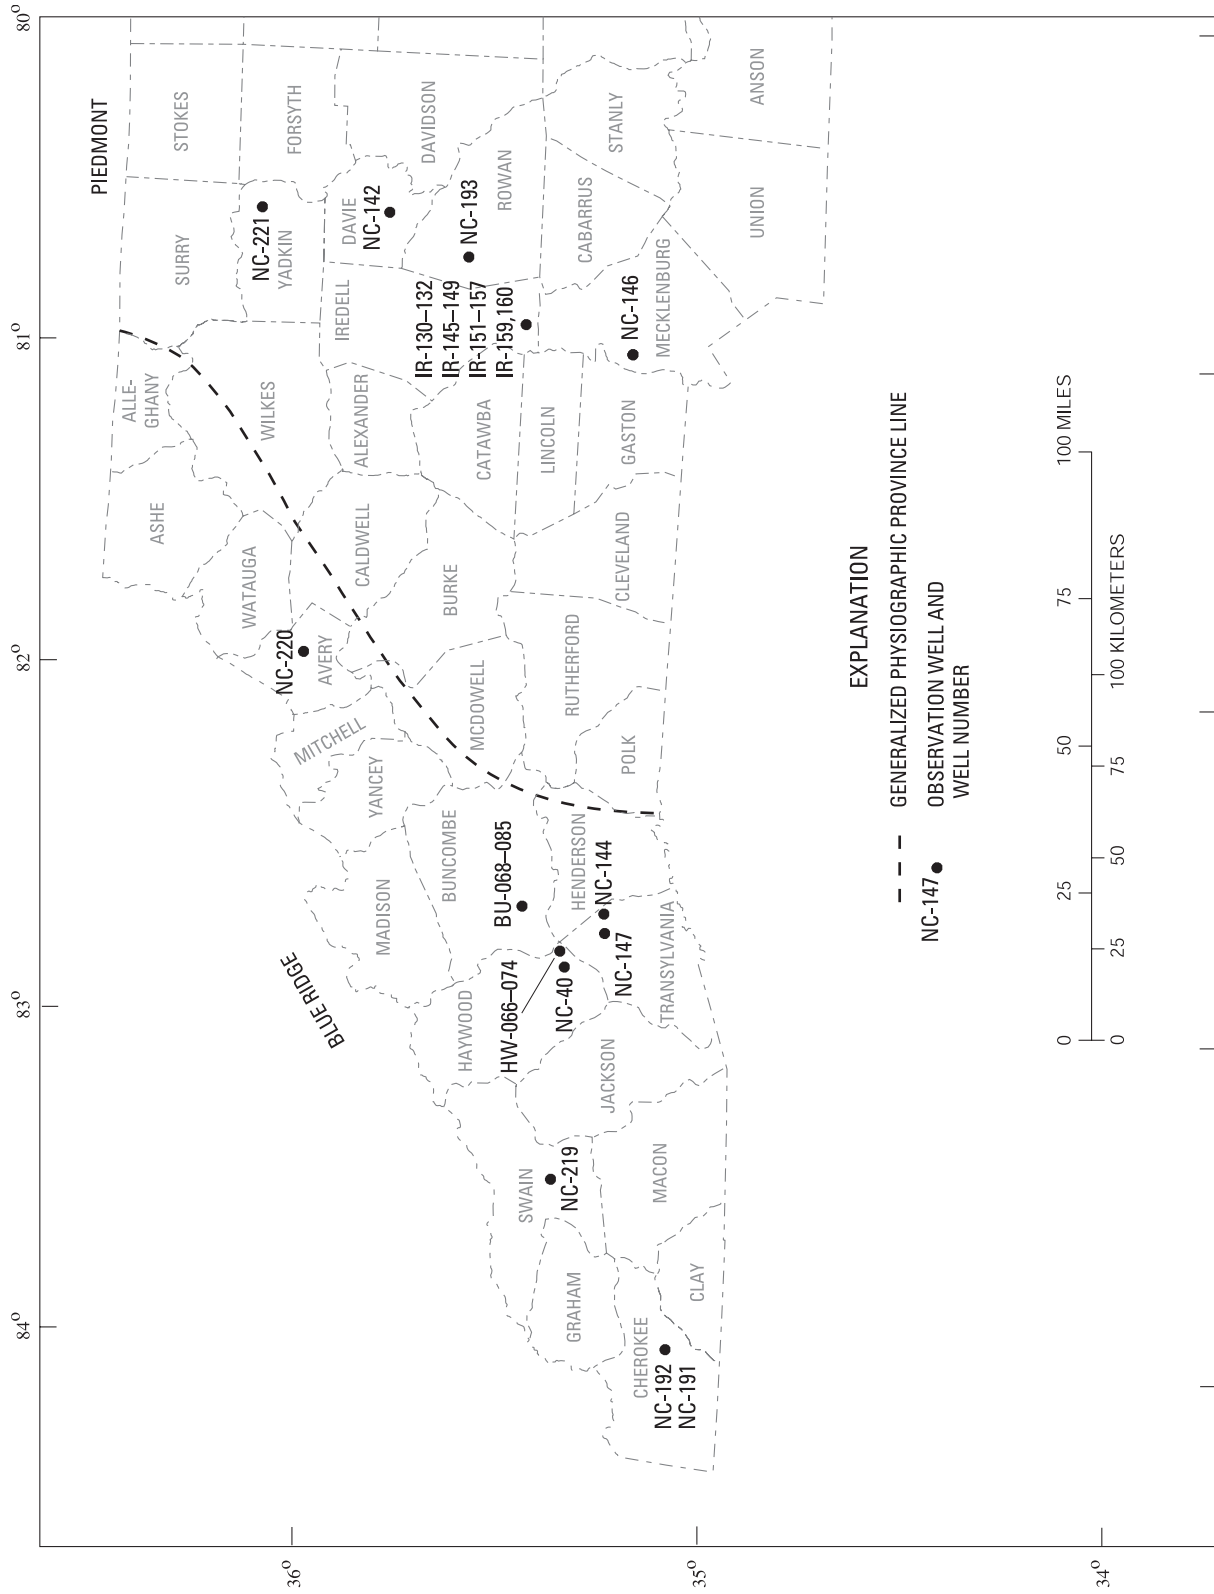 84°
83°
82°
81°
80°
36°
35°
34°
BLUE RIDGE
PIEDMONT
ALLE-
GHANY
ASHE
SURRY
STOKES
WATAUGA
WILKES
NC-221
YADKIN
FORSYTH
NC-220
AVERY
MITCHELL
CALDWELL
ALEXANDER
IREDELL
DAVIE
NC-142
DAVIDSON
MADISON
YANCEY
BUNCOMBE
BURKE
MCDOWELL
CATAWBA
IR-130–132
IR-145–149
IR-151–157
IR-159,160
NC-193
ROWAN
HAYWOOD
BU-068–085
HW-066–074
NC-40
SWAIN
NC-219
GRAHAM
JACKSON
HENDERSON
NC-144
NC-147
TRANSYLVANIA
RUTHERFORD
POLK
CLEVELAND
LINCOLN
GASTON
NC-146
MECKLENBURG
CABARRUS
STANLY
UNION
ANSON
CHEROKEE
NC-192
NC-191
CLAY
MACON
EXPLANATION
GENERALIZED PHYSIOGRAPHIC PROVINCE LINE
NC-147
OBSERVATION WELL AND
WELL NUMBER
0 25 50 75 100 MILES
0 25 50 75 100 KILOMETERS